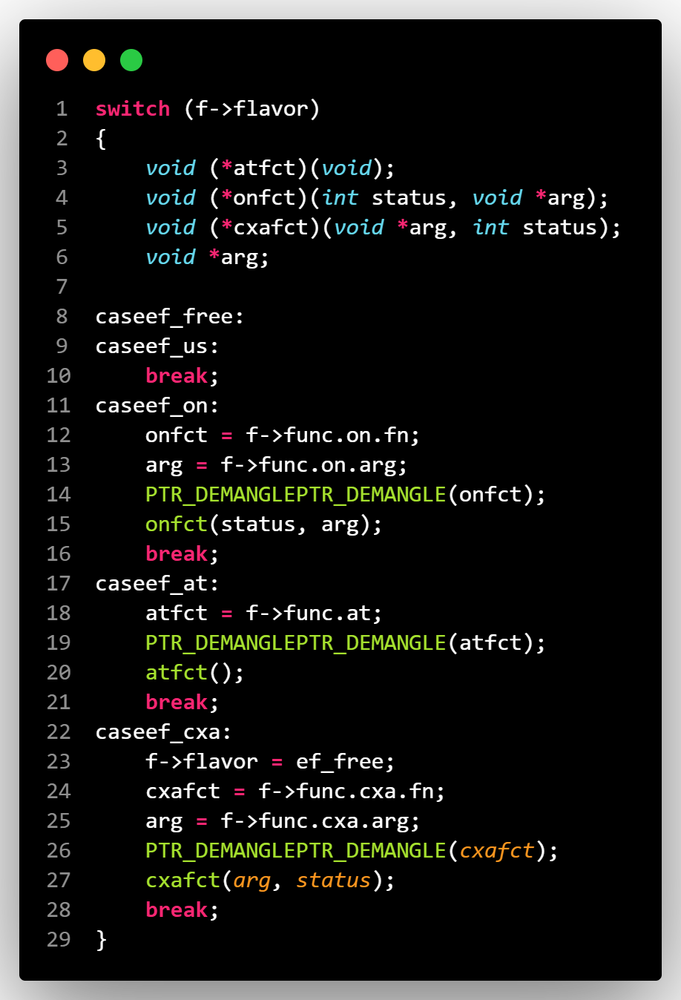 1 switch (f->flavor)
2 {
3     void (*atfct)(void);
4     void (*onfct)(int status, void *arg);
5     void (*cxafct)(void *arg, int status);
6     void *arg;
7
8 caseef_free:
9 caseef_us:
10     break;
11 caseef_on:
12     onfct = f->func.on.fn;
13     arg = f->func.on.arg;
14     PTR_DEMANGLEPTR_DEMANGLE(onfct);
15     onfct(status, arg);
16     break;
17 caseef_at:
18     atfct = f->func.at;
19     PTR_DEMANGLEPTR_DEMANGLE(atfct);
20     atfct();
21     break;
22 caseef_cxa:
23     f->flavor = ef_free;
24     cxafct = f->func.cxa.fn;
25     arg = f->func.cxa.arg;
26     PTR_DEMANGLEPTR_DEMANGLE(cxafct);
27     cxafct(arg, status);
28     break;
29 }